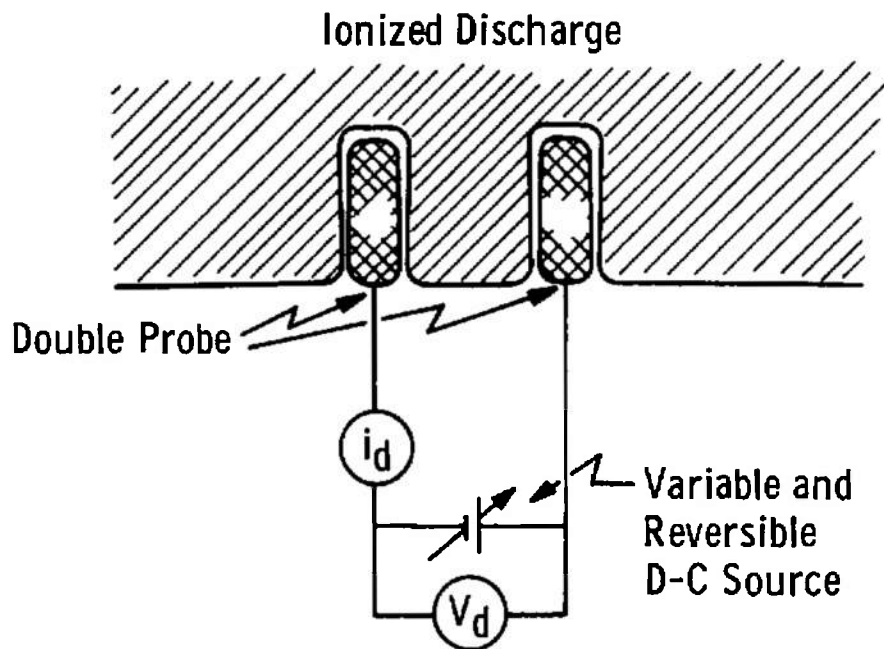 Ionized Discharge
Double Probe
id
Variable and
Reversible
D-C Source
Vd